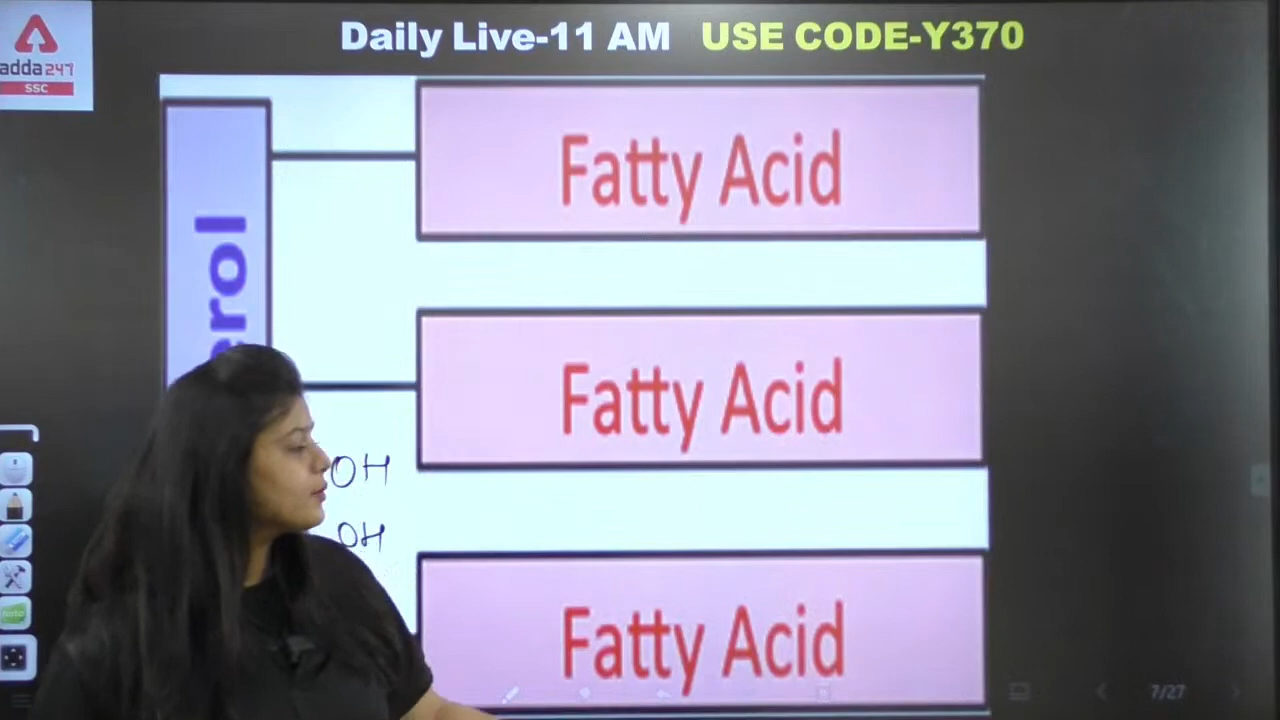 Daily Live-11 AM USE CODE-Y370
adda247
SSC
Fatty Acid
erol
Fatty Acid
OH
OH
Fatty Acid
7/27